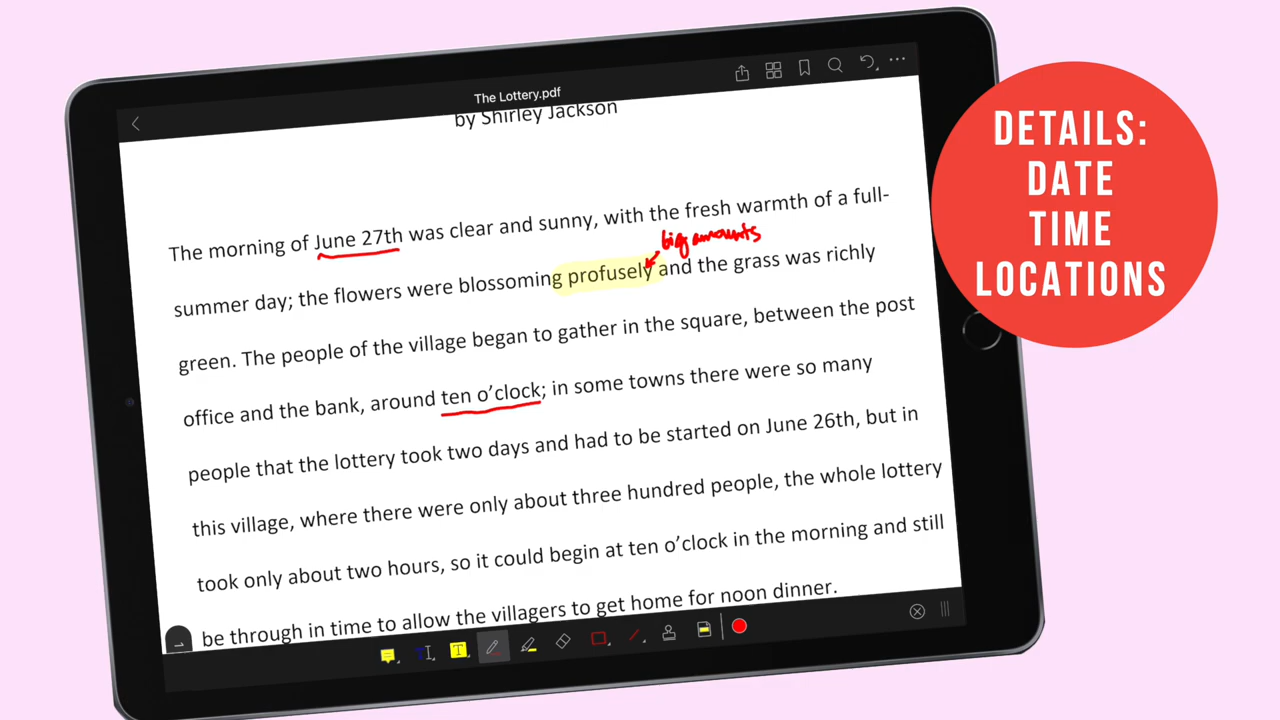 The Lottery.pdf
by Shirley Jackson
The morning of June 27th was clear and sunny, with the fresh warmth of a full-
big amounts
summer day; the flowers were blossoming profusely and the grass was richly
green. The people of the village began to gather in the square, between the post
office and the bank, around ten o’clock; in some towns there were so many
people that the lottery took two days and had to be started on June 26th, but in
this village, where there were only about three hundred people, the whole lottery
took only about two hours, so it could begin at ten o’clock in the morning and still
be through in time to allow the villagers to get home for noon dinner.
1
T
T
DETAILS:
DATE
TIME
LOCATIONS